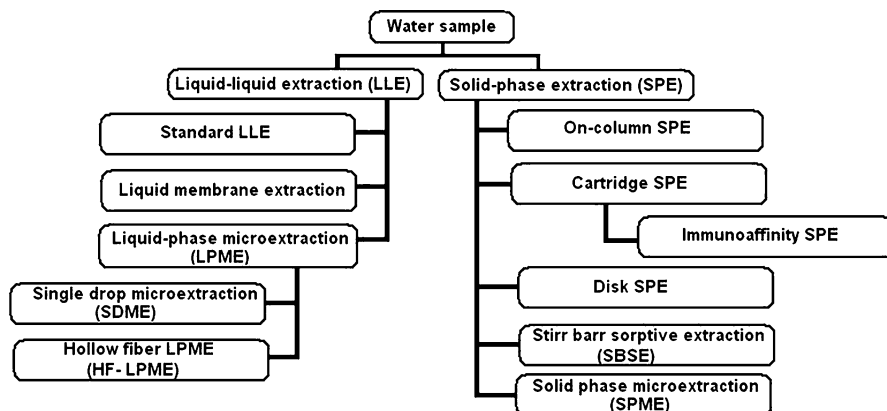 Water sample
Liquid-liquid extraction (LLE)
Standard LLE
Liquid membrane extraction
Liquid-phase microextraction
(LPME)
Single drop microextraction
(SDME)
Hollow fiber LPME
(HF- LPME)
Solid-phase extraction (SPE)
On-column SPE
Cartridge SPE
Immunoaffinity SPE
Disk SPE
Stirr barr sorptive extraction
(SBSE)
Solid phase microextraction
(SPME)